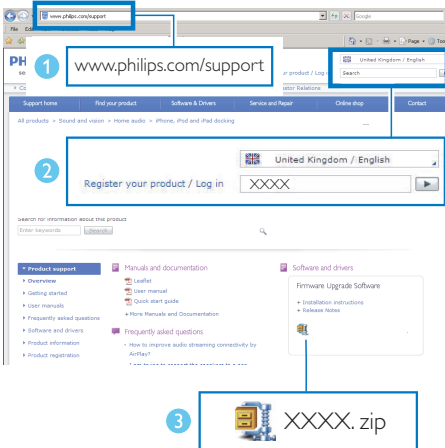 www.philips.com/support
Google
File
Page
PH
1
www.philips.com/support
United Kingdom / English
Search
Support home
Find your product
Software & Drivers
Service and Repair
Online shop
Contact
All products > Sound and vision > Home audio > iPhone, iPod and iPad docking
2
United Kingdom / English
Register your product / Log in
XXXX
Search for information about this product
Enter keywords
Search
Product support
Overview
Getting started
User manuals
Frequently asked questions
Software and drivers
Product information
Product registration
Manuals and documentation
Leaflet
User manual
Quick start guide
+ More Manuals and Documentation
Frequently asked questions
- How to improve audio streaming connectivity by
AirPlay?
Software and drivers
Firmware Upgrade Software
+ Installation instructions
+ Release Notes
3
XXXX. zip